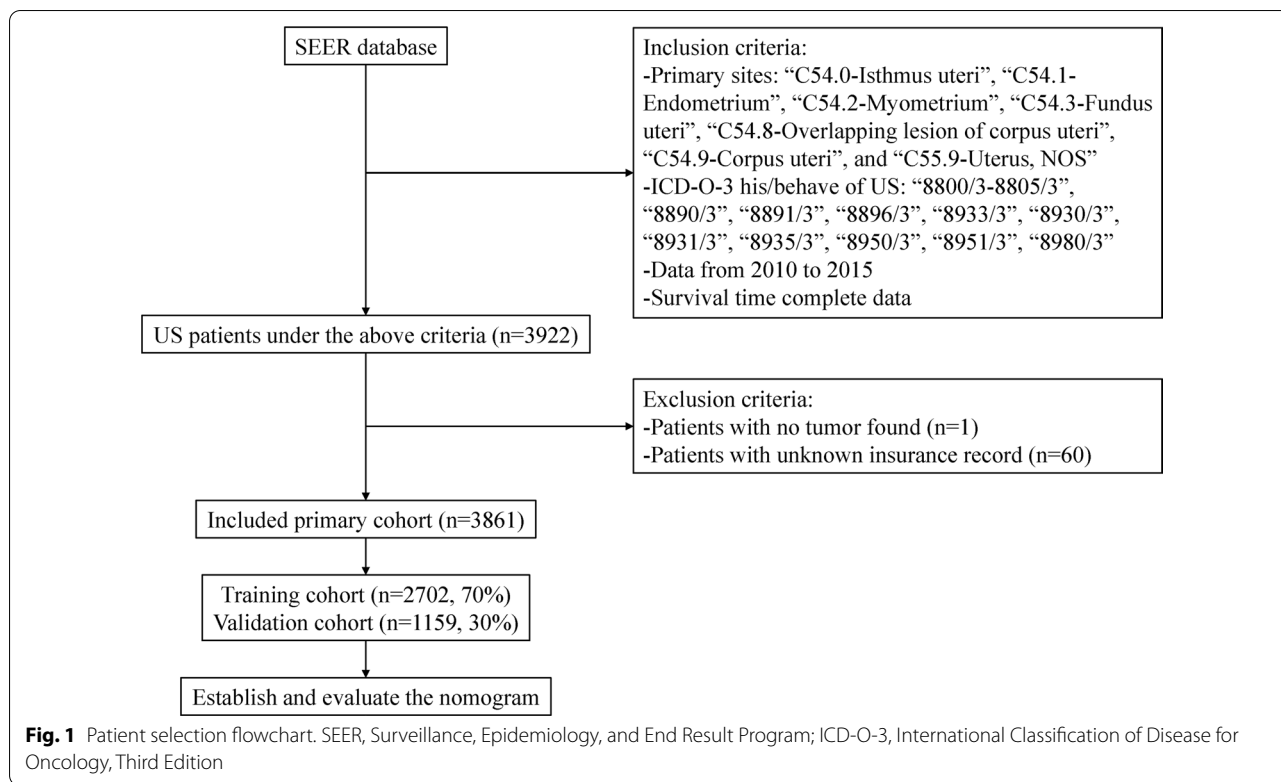 SEER database
Inclusion criteria:
-Primary sites: “C54.0-Isthmus uteri”, “C54.1-
Endometrium”, “C54.2-Myometrium”, “C54.3-Fundus
uteri”, “C54.8-Overlapping lesion of corpus uteri”,
“C54.9-Corpus uteri”, and “C55.9-Uterus, NOS”
-ICD-O-3 his/behave of US: “8800/3-8805/3”,
“8890/3”, “8891/3”, “8896/3”, “8933/3”, “8930/3”,
“8931/3”, “8935/3”, “8950/3”, “8951/3”, “8980/3”
-Data from 2010 to 2015
-Survival time complete data
US patients under the above criteria (n=3922)
Exclusion criteria:
-Patients with no tumor found (n=1)
-Patients with unknown insurance record (n=60)
Included primary cohort (n=3861)
Training cohort (n=2702, 70%)
Validation cohort (n=1159, 30%)
Establish and evaluate the nomogram
Fig. 1 Patient selection flowchart. SEER, Surveillance, Epidemiology, and End Result Program; ICD-O-3, International Classification of Disease for
Oncology, Third Edition